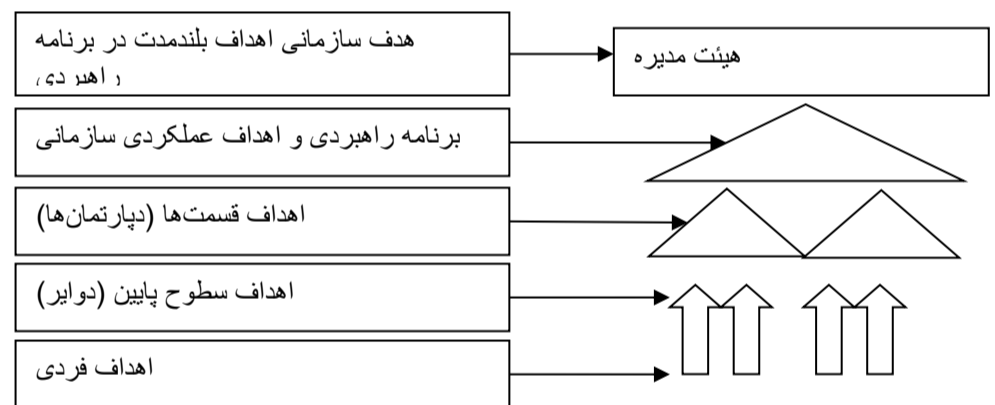 هدف سازمانی اهداف بلندمدت در برنامه
راهبردی
هیئت مدیره
برنامه راهبردی و اهداف عملکردی سازمانی
اهداف قسمت‌ها (دپارتمان‌ها)
اهداف سطوح پایین (دوایر)
اهداف فردی